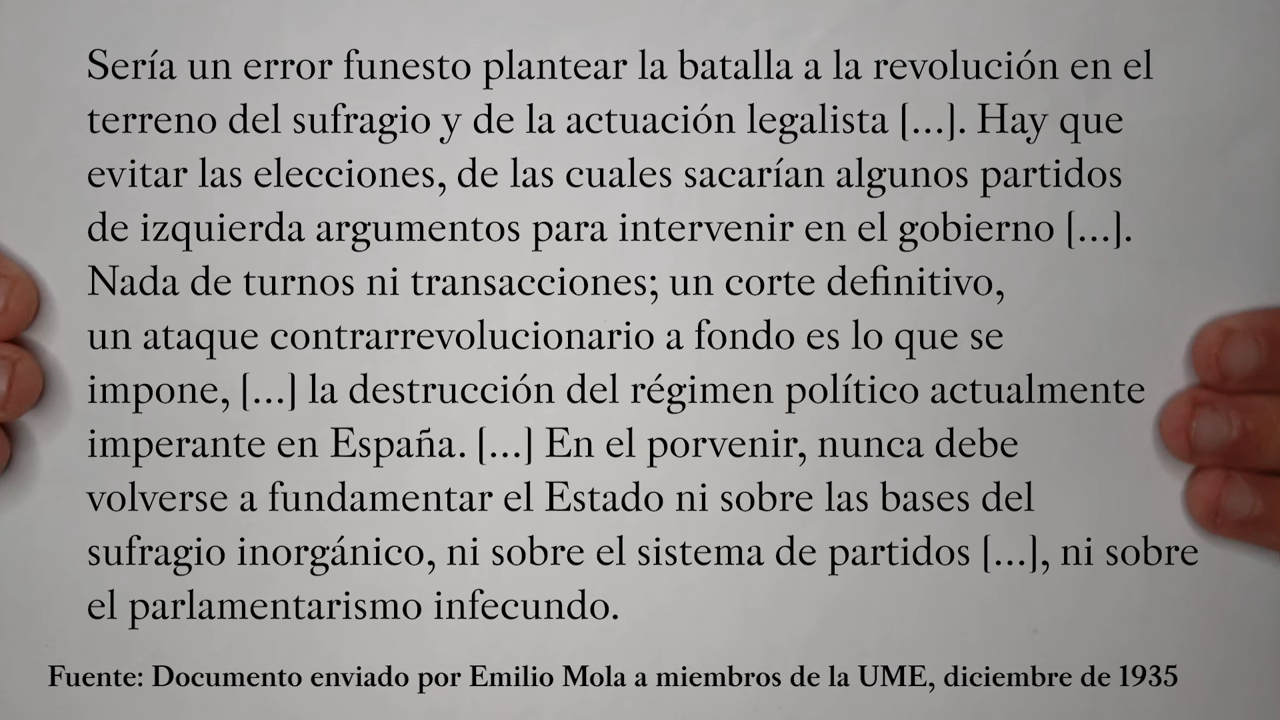 Sería un error funesto plantear la batalla a la revolución en el
terreno del sufragio y de la actuación legalista [...]. Hay que
evitar las elecciones, de las cuales sacarían algunos partidos
de izquierda argumentos para intervenir en el gobierno [...].
Nada de turnos ni transacciones; un corte definitivo,
un ataque contrarrevolucionario a fondo es lo que se
impone, [...] la destrucción del régimen político actualmente
imperante en España. [...] En el porvenir, nunca debe
volverse a fundamentar el Estado ni sobre las bases del
sufragio inorgánico, ni sobre el sistema de partidos [...], ni sobre
el parlamentarismo infecundo.
Fuente: Documento enviado por Emilio Mola a miembros de la UME, diciembre de 1935